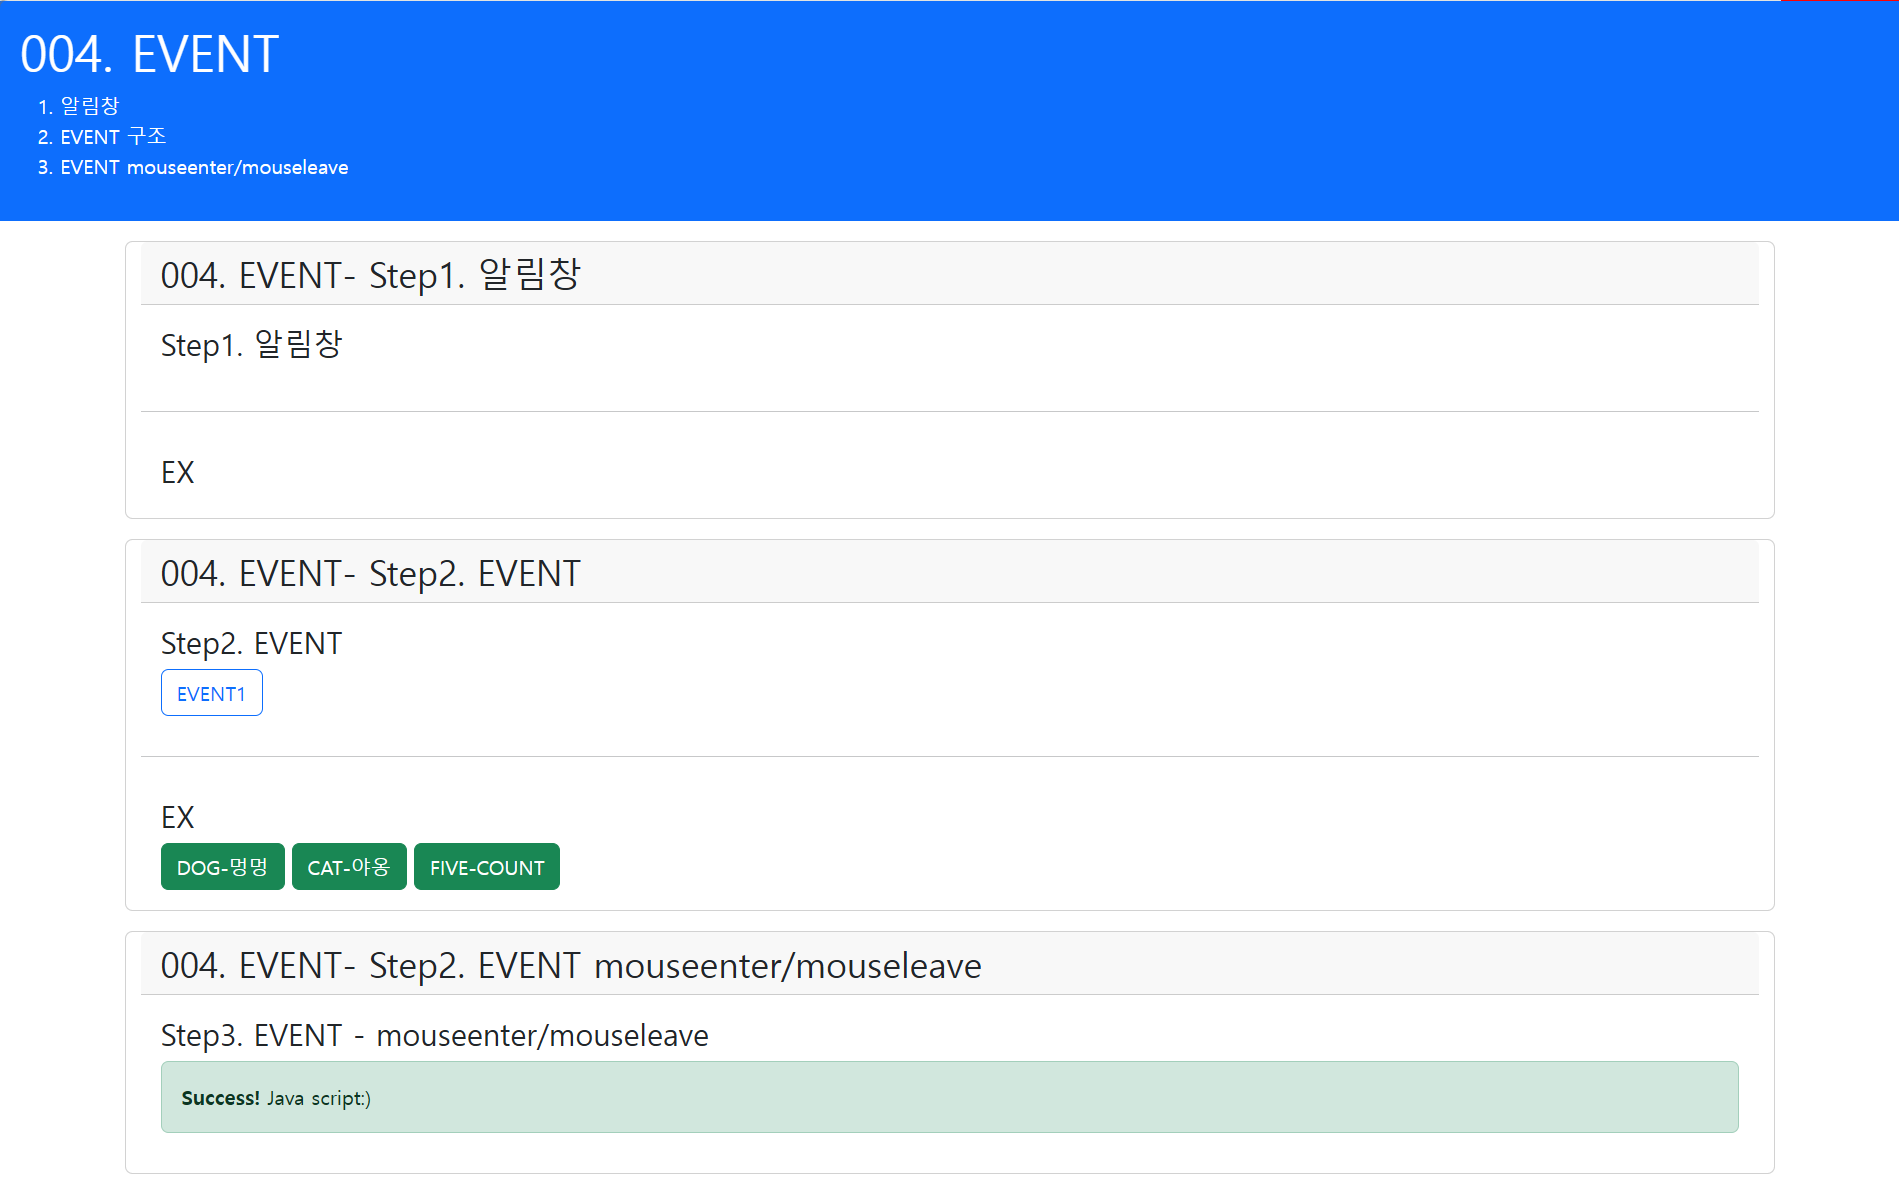 004. EVENT
1. 알림창
2. EVENT 구조
3. EVENT mouseenter/mouseleave
004. EVENT- Step1. 알림창
Step1. 알림창
EX
004. EVENT- Step2. EVENT
Step2. EVENT
EVENT1
EX
DOG-멍멍 CAT-야옹 FIVE-COUNT
004. EVENT- Step2. EVENT mouseenter/mouseleave
Step3. EVENT - mouseenter/mouseleave
Success! Java script:)